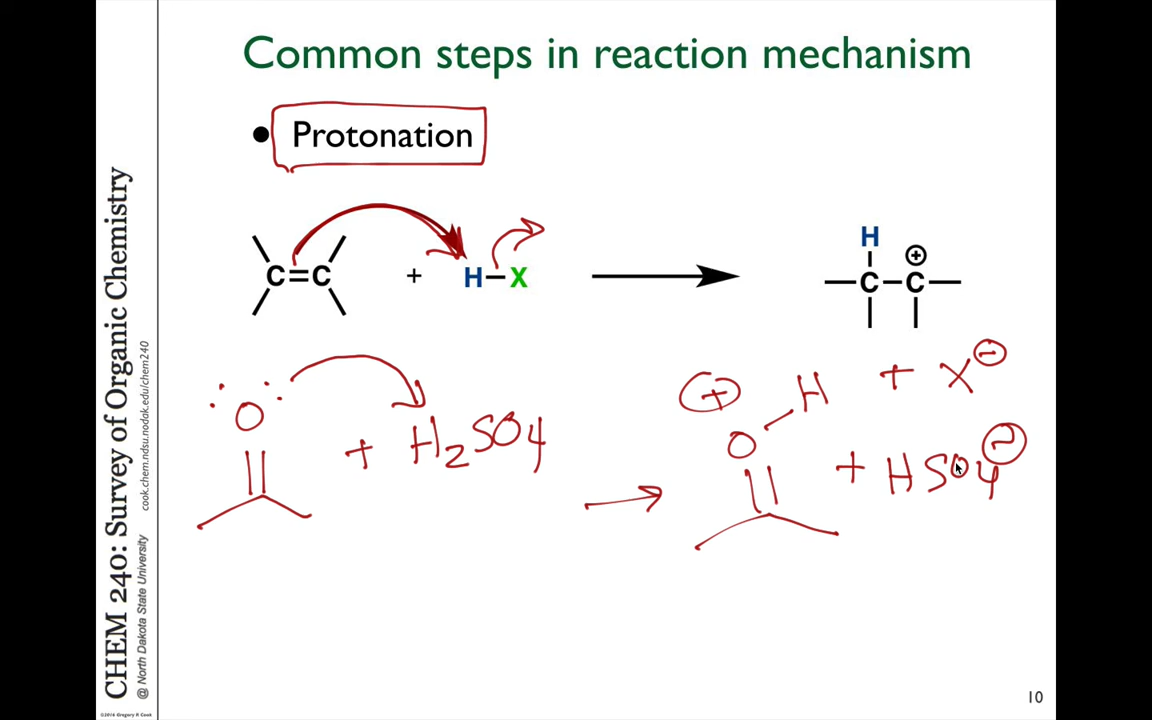 Common steps in reaction mechanism
• Protonation
C=C + H–X
H
⊕
–C–C–
+ X⊖
:O: + H₂SO₄
⊕
O–H + HSO₄⊖
CHEM 240: Survey of Organic Chemistry
cook.chem.ndsu.nodak.edu/chem240
@ North Dakota State University
©2016 Gregory R Cook
10